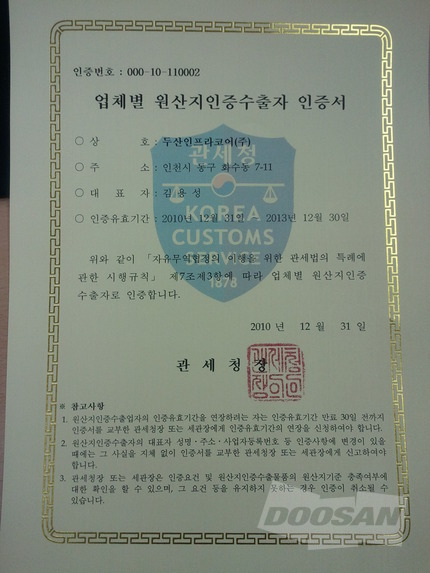 인증번호 : 000-10-110002
업체별 원산지인증수출자 인증서
○ 상 호 : 두산인프라코어(주)
○ 주 소 : 인천시 동구 화수동 7-11
○ 대 표 자 : 김용성
○ 인증유효기간 : 2010년 12월 31일 ~ 2013년 12월 30일
관세청
KOREA
CUSTOMS
SERVICE
1878
위와 같이 「자유무역협정의 이행을 위한 관세법의 특례에
관한 시행규칙」 제7조제3항에 따라 업체별 원산지인증
수출자로 인증합니다.
2010 년 12 월 31 일
관 세 청 장
※ 참고사항
1. 원산지인증수출업자의 인증유효기간을 연장하려는 자는 인증유효기간 만료 30일 전까지
인증서를 교부한 관세청장 또는 세관장에게 인증유효기간의 연장을 신청하여야 합니다.
2. 원산지인증수출자의 대표자 성명·주소·사업자등록번호 등 인증사항에 변경이 있을
때에는 그 사실을 지체 없이 인증서를 교부한 관세청장 또는 세관장에게 신고하여야
합니다.
3. 관세청장 또는 세관장은 인증요건 및 원산지인증수출물품의 원산지기준 충족여부에
대한 확인을 할 수 있으며, 그 요건 등을 유지하지 못하는 경우 인증이 취소될 수
있습니다.
DOOSAN